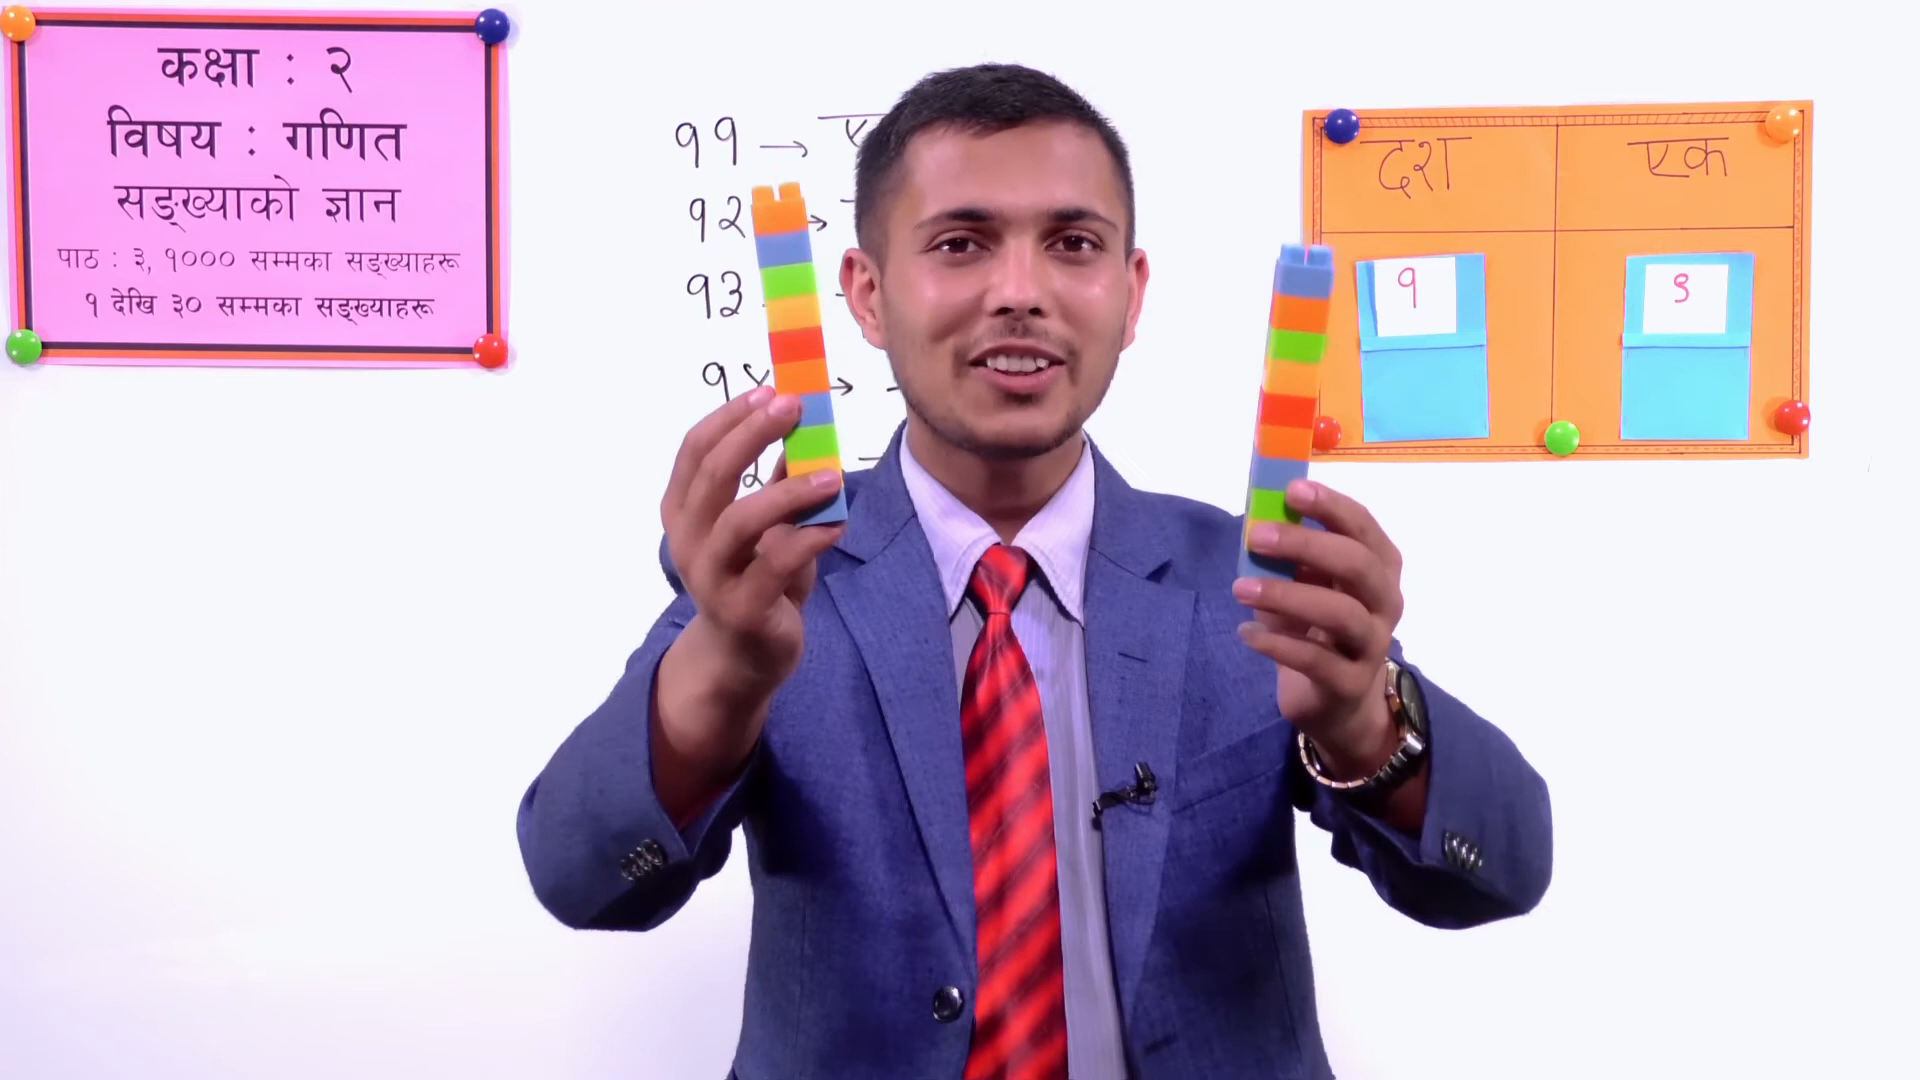 कक्षा : २
विषय : गणित
सङ्ख्याको ज्ञान
पाठ : ३, १००० सम्मका सङ्ख्याहरू
१ देखि ३० सम्मका सङ्ख्याहरू
११ →
१२ →
१३
१४ →
दश एक
१